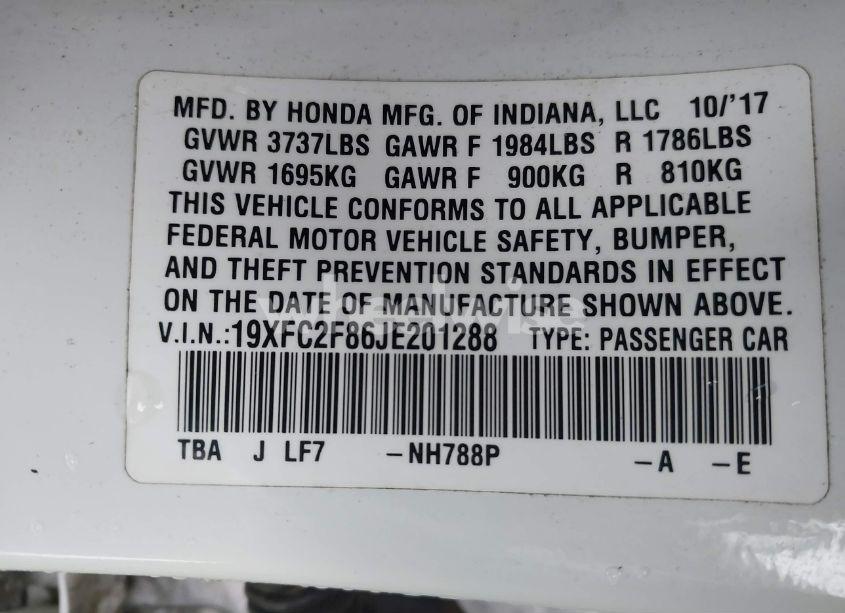 MFD. BY HONDA MFG. OF INDIANA, LLC 10/'17
GVWR 3737LBS GAWR F 1984LBS R 1786LBS
GVWR 1695KG GAWR F 900KG R 810KG
THIS VEHICLE CONFORMS TO ALL APPLICABLE
FEDERAL MOTOR VEHICLE SAFETY, BUMPER,
AND THEFT PREVENTION STANDARDS IN EFFECT
ON THE DATE OF MANUFACTURE SHOWN ABOVE.
wheelwise
V.I.N.:19XFC2F86JE201288 TYPE: PASSENGER CAR
TBA J LF7 -NH788P -A -E